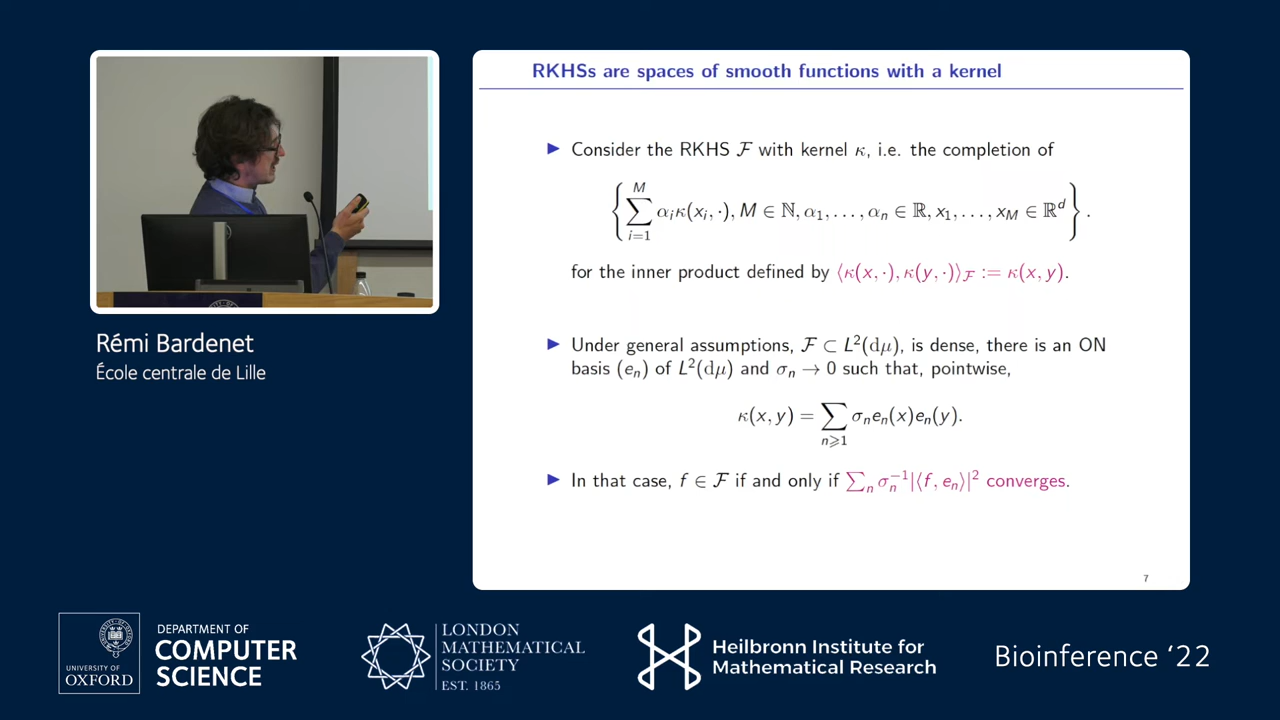 RKHSs are spaces of smooth functions with a kernel
▶ Consider the RKHS ℱ with kernel κ, i.e. the completion of
{ ∑_{i=1}^{M} α_i κ(x_i, ·), M ∈ ℕ, α_1, . . . , α_n ∈ ℝ, x_1, . . . , x_M ∈ ℝ^d } .
for the inner product defined by ⟨κ(x, ·), κ(y, ·)⟩_ℱ := κ(x, y).
▶ Under general assumptions, ℱ ⊂ L²(dμ), is dense, there is an ON
basis (e_n) of L²(dμ) and σ_n → 0 such that, pointwise,
κ(x, y) = ∑_{n⩾1} σ_n e_n(x) e_n(y).
▶ In that case, f ∈ ℱ if and only if ∑_n σ_n^{-1} |⟨f, e_n⟩|² converges.
7
Rémi Bardenet
École centrale de Lille
UNIVERSITY OF
OXFORD
DEPARTMENT OF
COMPUTER
SCIENCE
LONDON
MATHEMATICAL
SOCIETY
EST. 1865
Heilbronn Institute for
Mathematical Research
Bioinference ‘22